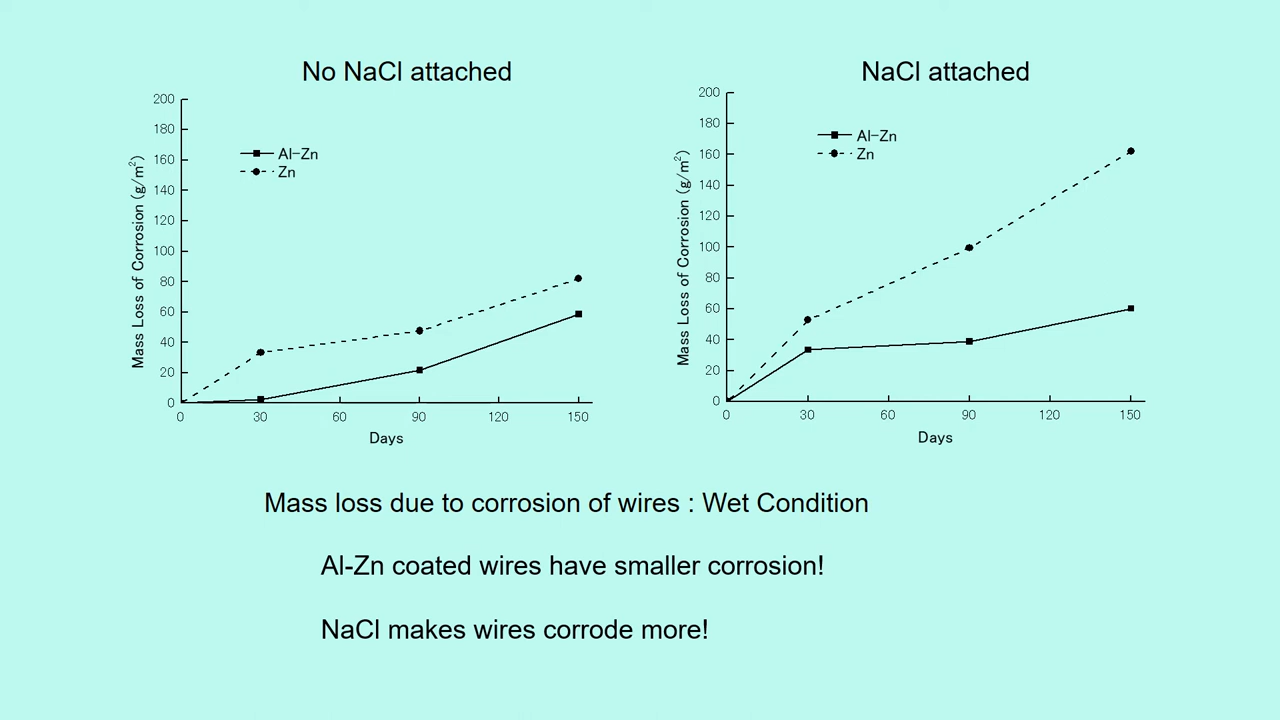 No NaCl attached
NaCl attached
200
180
160
140
120
100
80
60
40
20
0
Mass Loss of Corrosion (g/m²)
Al-Zn
Zn
0 30 60 90 120 150
Days
200
180
160
140
120
100
80
60
40
20
0
Mass Loss of Corrosion (g/m²)
Al-Zn
Zn
0 30 60 90 120 150
Days
Mass loss due to corrosion of wires : Wet Condition
Al-Zn coated wires have smaller corrosion!
NaCl makes wires corrode more!